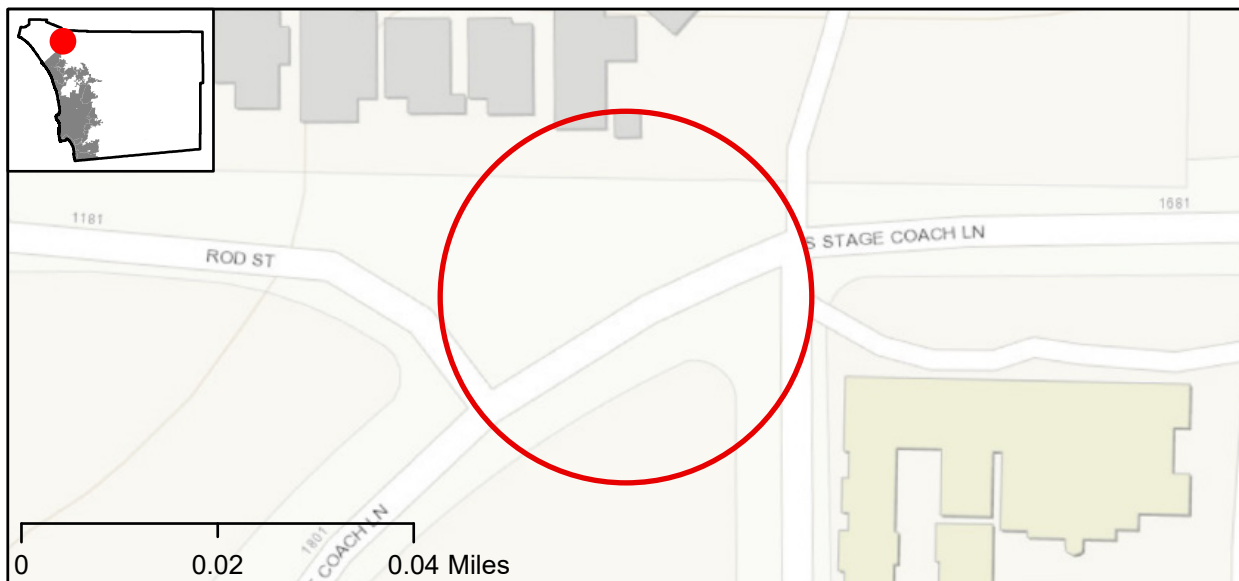 1181
ROD ST
S STAGE COACH LN
1681
1801
COACH LN
0
0.02
0.04 Miles